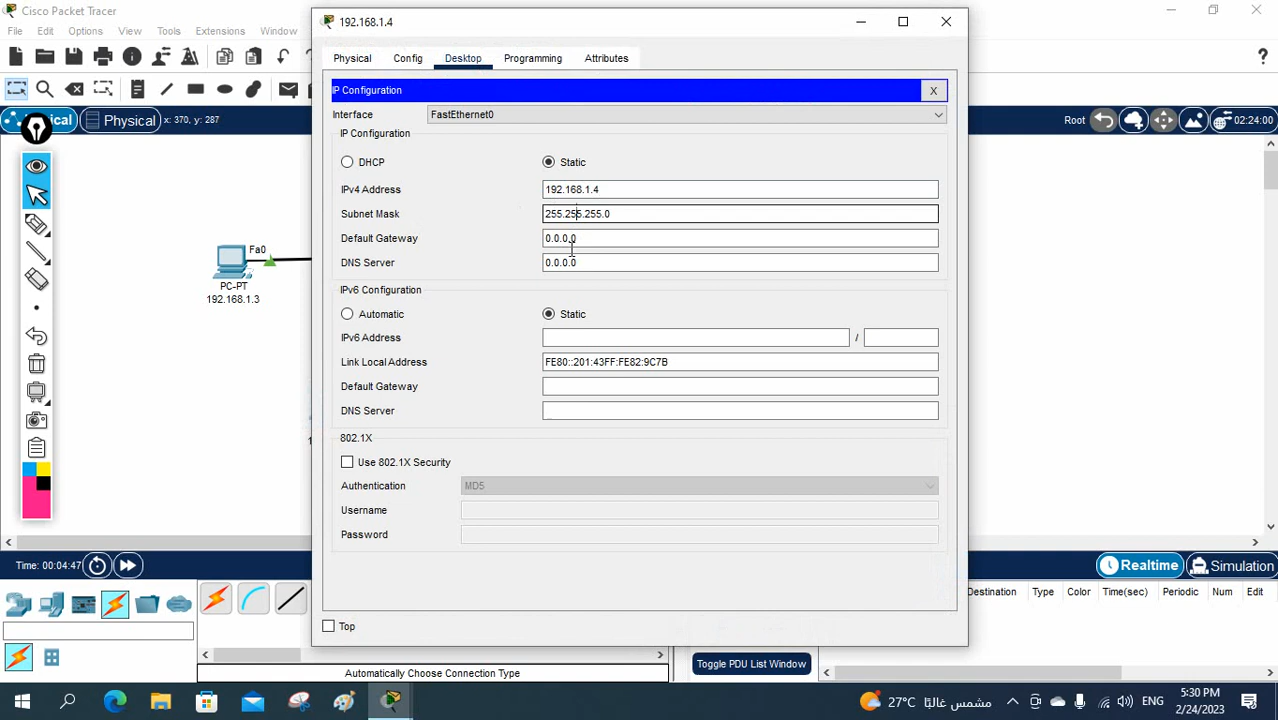 Cisco Packet Tracer
192.168.1.4
File Edit Options View Tools Extensions Window
Physical Config Desktop Programming Attributes
IP Configuration
X
Interface FastEthernet0
IP Configuration
Physical x: 370, y: 287
Root 02:24:00
DHCP Static
IPv4 Address 192.168.1.4
Subnet Mask 255.255.255.0
Default Gateway 0.0.0.0
DNS Server 0.0.0.0
Fa0
PC-PT
192.168.1.3
IPv6 Configuration
Automatic Static
IPv6 Address /
Link Local Address FE80::201:43FF:FE82:9C7B
Default Gateway
DNS Server
802.1X
Use 802.1X Security
Authentication MD5
Username
Password
Time: 00:04:47
Realtime Simulation
Destination Type Color Time(sec) Periodic Num Edit
Top
Toggle PDU List Window
Automatically Choose Connection Type
27°C مشمس غالبًا ENG
5:30 PM
2/24/2023